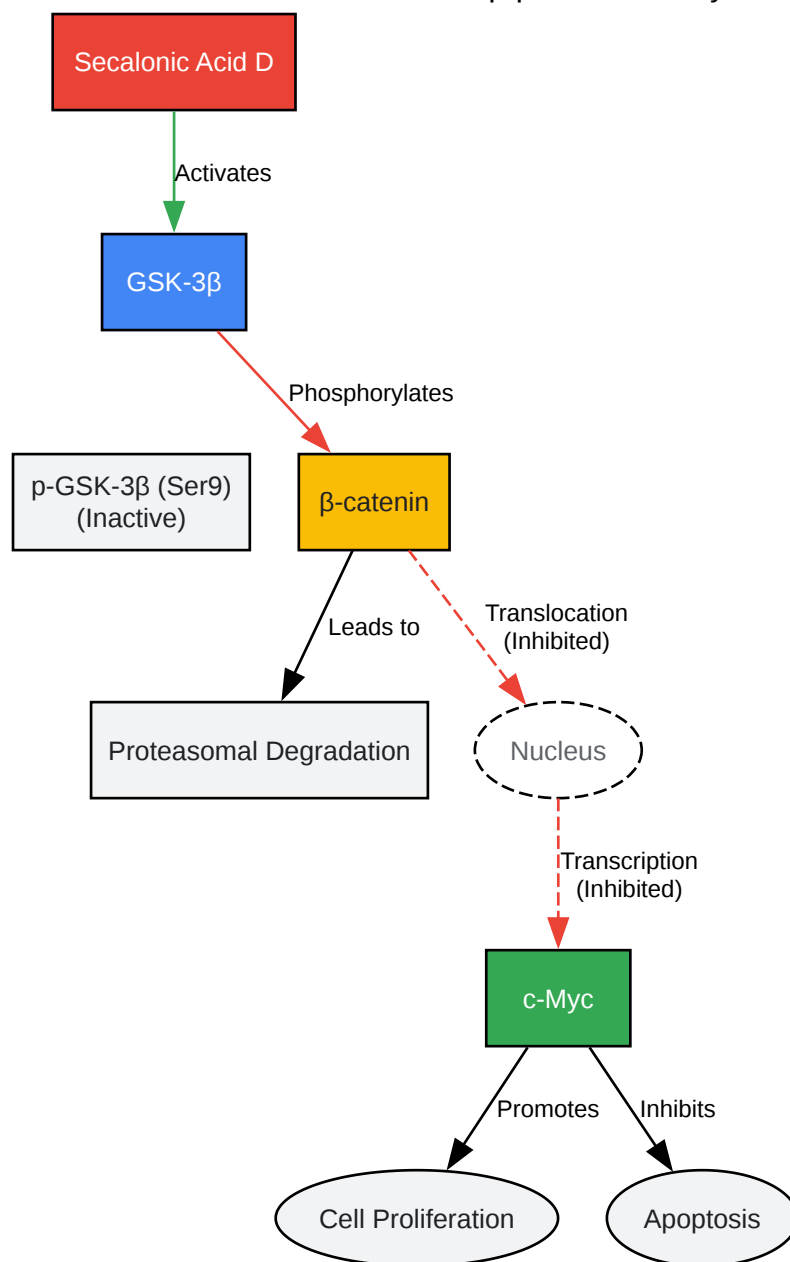 Secalonic Acid D
Activates
GSK-3β
Phosphorylates
p-GSK-3β (Ser9)
(Inactive)
β-catenin
Leads to
Translocation
(Inhibited)
Proteasomal Degradation
Nucleus
Transcription
(Inhibited)
c-Myc
Promotes
Inhibits
Cell Proliferation
Apoptosis